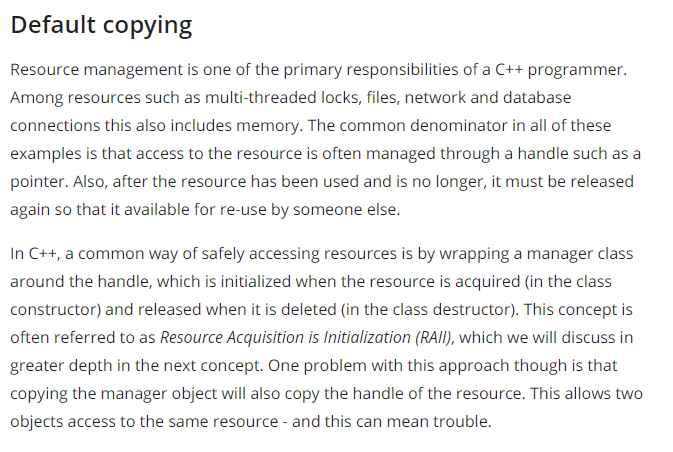 Default copying
Resource management is one of the primary responsibilities of a C++ programmer.
Among resources such as multi-threaded locks, files, network and database
connections this also includes memory. The common denominator in all of these
examples is that access to the resource is often managed through a handle such as a
pointer. Also, after the resource has been used and is no longer, it must be released
again so that it available for re-use by someone else.
In C++, a common way of safely accessing resources is by wrapping a manager class
around the handle, which is initialized when the resource is acquired (in the class
constructor) and released when it is deleted (in the class destructor). This concept is
often referred to as Resource Acquisition is Initialization (RAII), which we will discuss in
greater depth in the next concept. One problem with this approach though is that
copying the manager object will also copy the handle of the resource. This allows two
objects access to the same resource - and this can mean trouble.